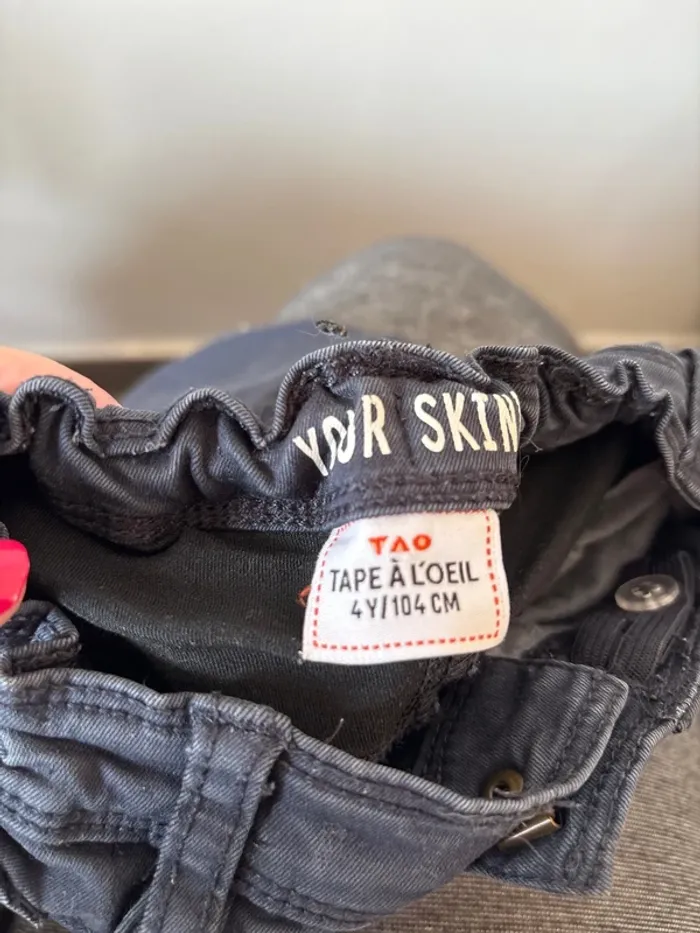 YOUR SKIN
TAO
TAPE À L'OEIL
4Y/104 CM